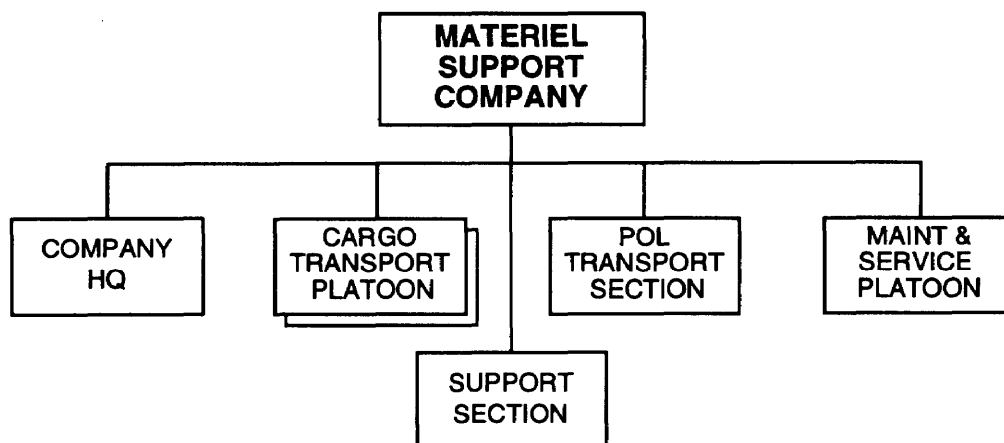 MATERIEL
SUPPORT
COMPANY
COMPANY
HQ
CARGO
TRANSPORT
PLATOON
POL
TRANSPORT
SECTION
MAINT &
SERVICE
PLATOON
SUPPORT
SECTION